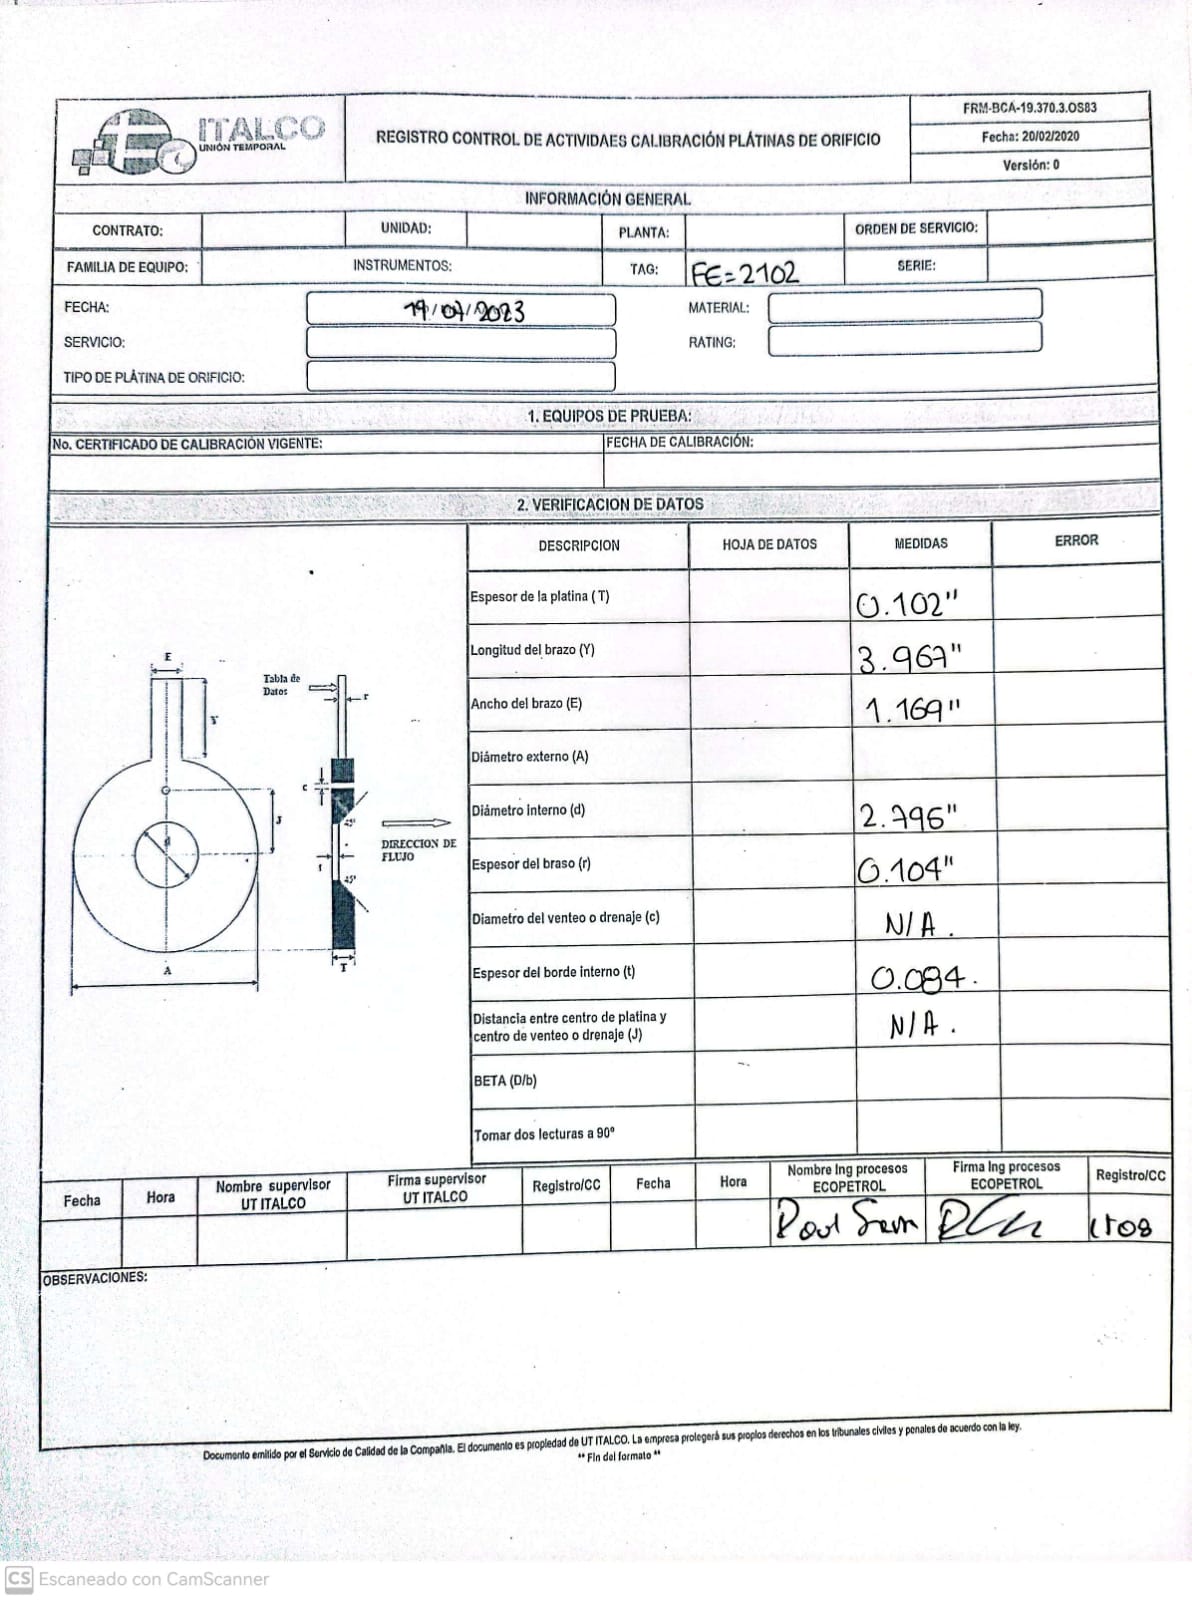 ITALCO
UNIÓN TEMPORAL
REGISTRO CONTROL DE ACTIVIDAES CALIBRACIÓN PLÁTINAS DE ORIFICIO
FRM-BCA-19.370.3.OS83
Fecha: 20/02/2020
Versión: 0
INFORMACIÓN GENERAL
CONTRATO: UNIDAD: PLANTA: ORDEN DE SERVICIO:
FAMILIA DE EQUIPO: INSTRUMENTOS: TAG: FE=2102 SERIE:
FECHA: 19/07/2023 MATERIAL:
SERVICIO: RATING:
TIPO DE PLÁTINA DE ORIFICIO:
1. EQUIPOS DE PRUEBA:
No. CERTIFICADO DE CALIBRACIÓN VIGENTE: FECHA DE CALIBRACIÓN:
2. VERIFICACION DE DATOS
DESCRIPCION HOJA DE DATOS MEDIDAS ERROR
Espesor de la platina (T) 0.102"
Longitud del brazo (Y) 3.967"
Ancho del brazo (E) 1.169"
Diámetro externo (A)
Diámetro interno (d) 2.796"
Espesor del braso (r) 0.104"
Diametro del venteo o drenaje (c) N/A.
Espesor del borde interno (t) 0.084.
Distancia entre centro de platina y
centro de venteo o drenaje (J) N/A.
BETA (D/b)
Tomar dos lecturas a 90º
E
Y
J
d
A
Tabla de
Datos
r
c
45º
t
45º
T
DIRECCION DE
FLUJO
Fecha Hora Nombre supervisor
UT ITALCO Firma supervisor
UT ITALCO Registro/CC Fecha Hora Nombre Ing procesos
ECOPETROL Firma Ing procesos
ECOPETROL Registro/CC
OBSERVACIONES:
Documento emitido por el Servicio de Calidad de la Compañía. El documento es propiedad de UT ITALCO. La empresa protegerá sus propios derechos en los tribunales civiles y penales de acuerdo con la ley.
** Fin del formato **
CS Escaneado con CamScanner